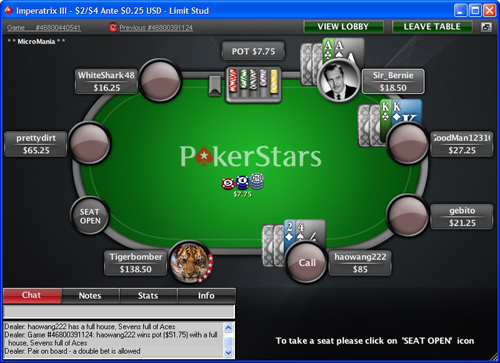 Imperatrix III - $2/$4 Ante $0.25 USD - Limit Stud
Game #46800440541
Previous #46800391124
VIEW LOBBY
LEAVE TABLE
** MicroMania **
POT $7.75
A A
WhiteShark48
$16.25
Sir_Bernie
$18.50
K K
prettydirt
$65.25
GoodMan12316
$27.25
PokerStars
$7.75
SEAT
OPEN
gebito
$21.25
2 4
Tigerbomber
$138.50
Call
haowang222
$85
Chat
Notes
Stats
Info
Dealer: haowang222 has a full house, Sevens full of Aces
Dealer: Game #46800391124: haowang222 wins pot ($51.75) with a
full house, Sevens full of Aces
Dealer: Pair on board - a double bet is allowed
To take a seat please click on 'SEAT OPEN' icon